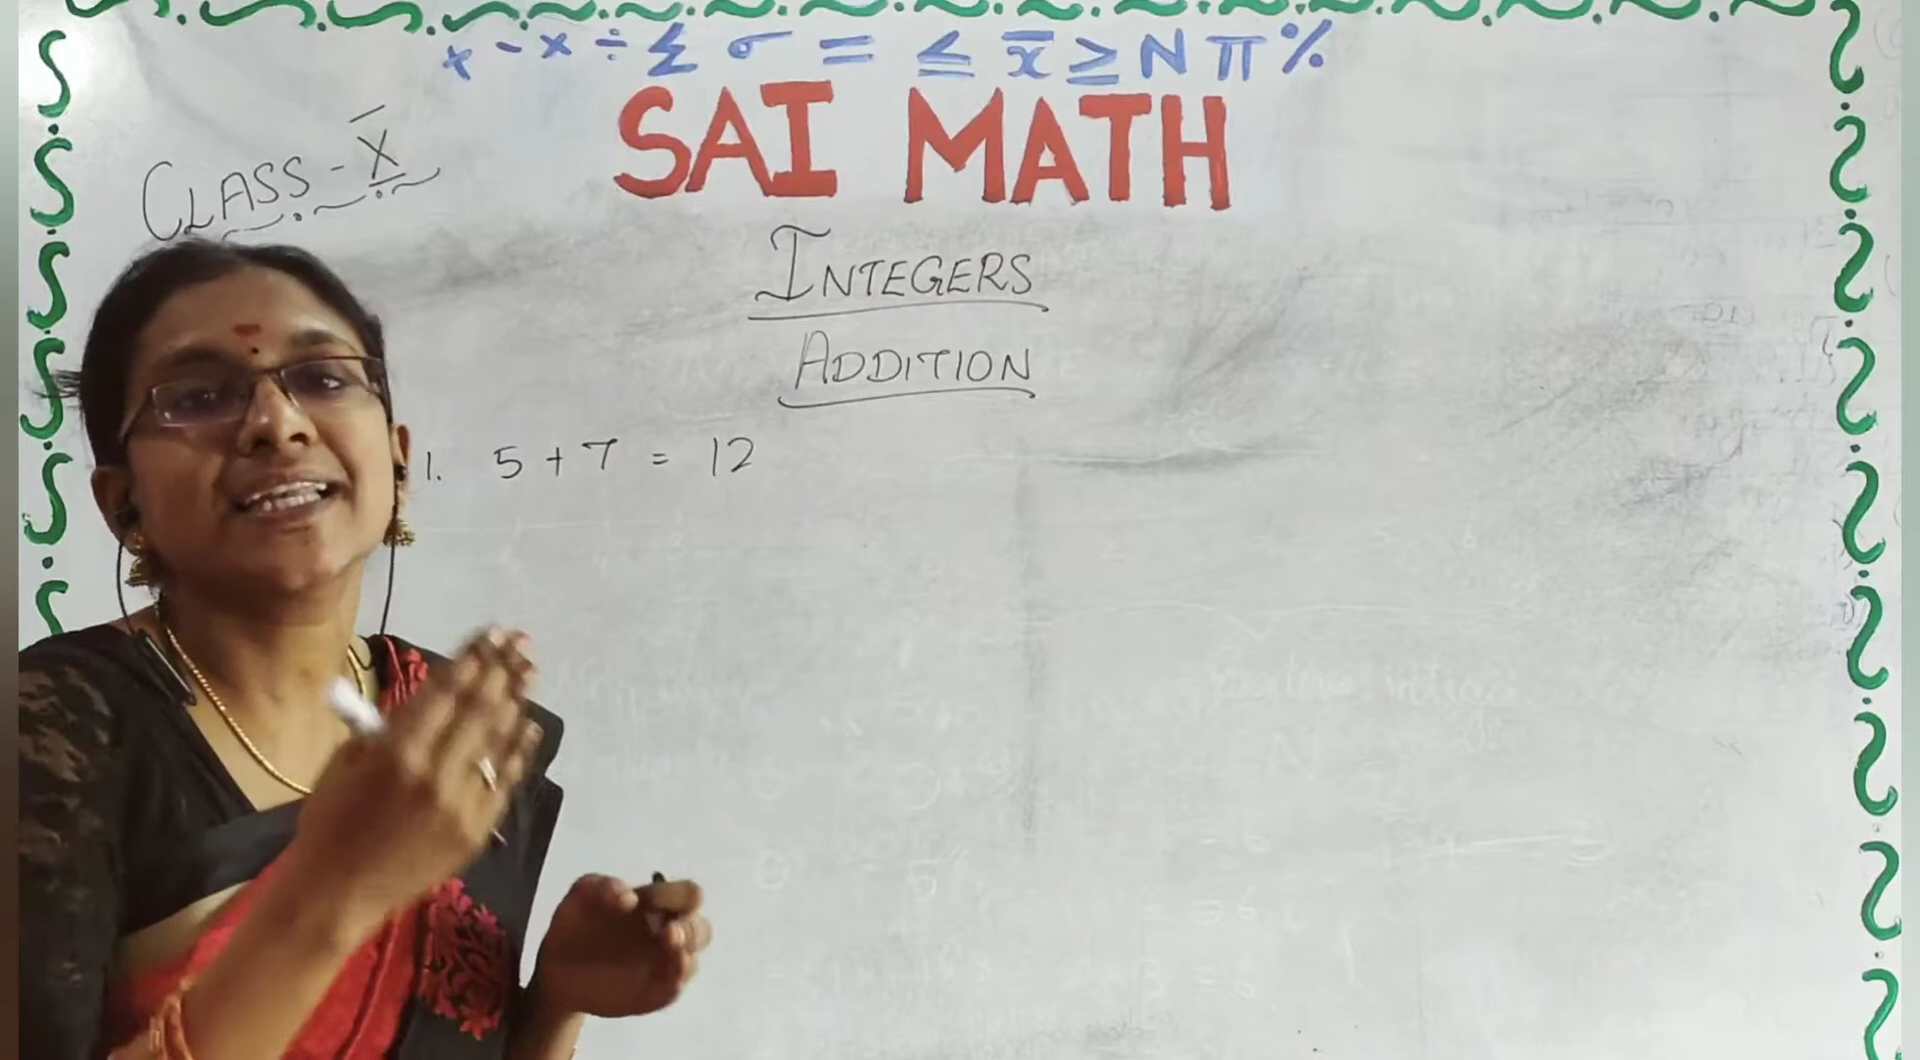 + - × ÷ Σ σ = ≤ x̄ ≥ N π %
SAI MATH
CLASS - X
INTEGERS
ADDITION
1. 5 + 7 = 12